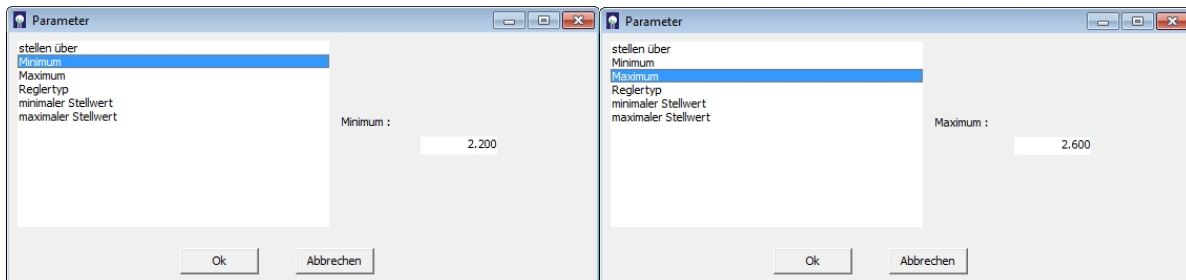 Parameter
stellen über
Minimum
Maximum
Reglertyp
minimaler Stellwert
maximaler Stellwert
Minimum :
2.200
Ok
Abbrechen
Parameter
stellen über
Minimum
Maximum
Reglertyp
minimaler Stellwert
maximaler Stellwert
Maximum :
2.600
Ok
Abbrechen